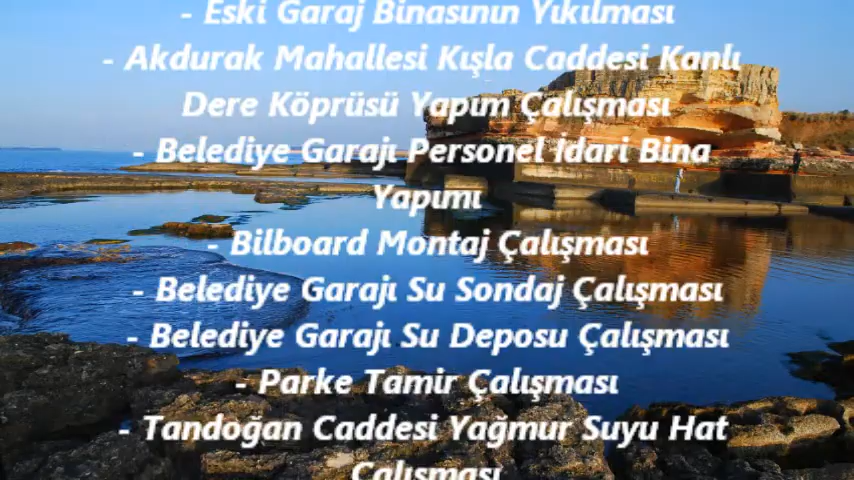 - Eski Garaj Binasının Yıkılması
- Akdurak Mahallesi Kışla Caddesi Kanlı
Dere Köprüsü Yapım Çalışması
- Belediye Garajı Personel İdari Bina
Yapımı
- Bilboard Montaj Çalışması
- Belediye Garajı Su Sondaj Çalışması
- Belediye Garajı Su Deposu Çalışması
- Parke Tamir Çalışması
- Tandoğan Caddesi Yağmur Suyu Hat
Çalışması